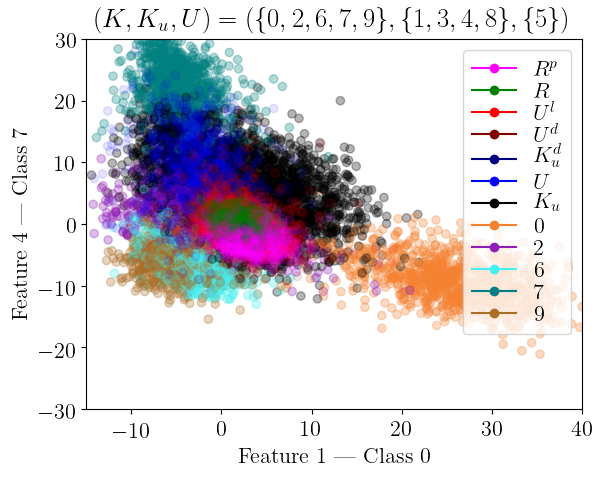 (K, K_u, U) = ({0, 2, 6, 7, 9}, {1, 3, 4, 8}, {5})
30
20
10
0
−10
−20
−30
Feature 4 — Class 7
−10
0
10
20
30
40
Feature 1 — Class 0
R^p
R
U^l
U^d
K_u^d
U
K_u
0
2
6
7
9